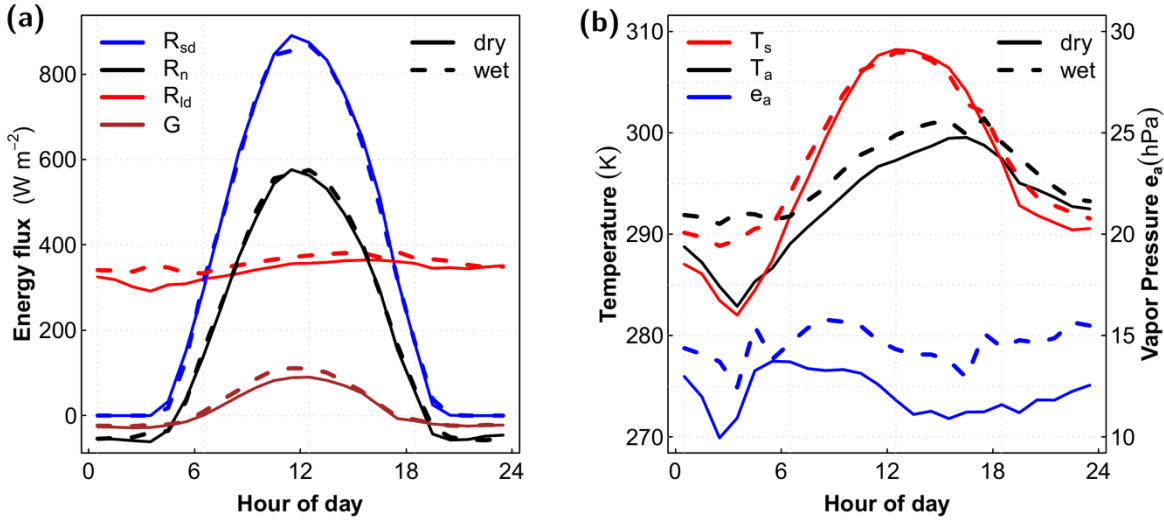 (a)
R_sd
R_n
R_ld
G
dry
wet
Energy flux (W m⁻²)
800
600
400
200
0
0 6 12 18 24
Hour of day
(b)
T_s
T_a
e_a
dry
wet
Temperature (K)
310
300
290
280
270
30
25
20
15
10
Vapor Pressure e_a(hPa)
0 6 12 18 24
Hour of day